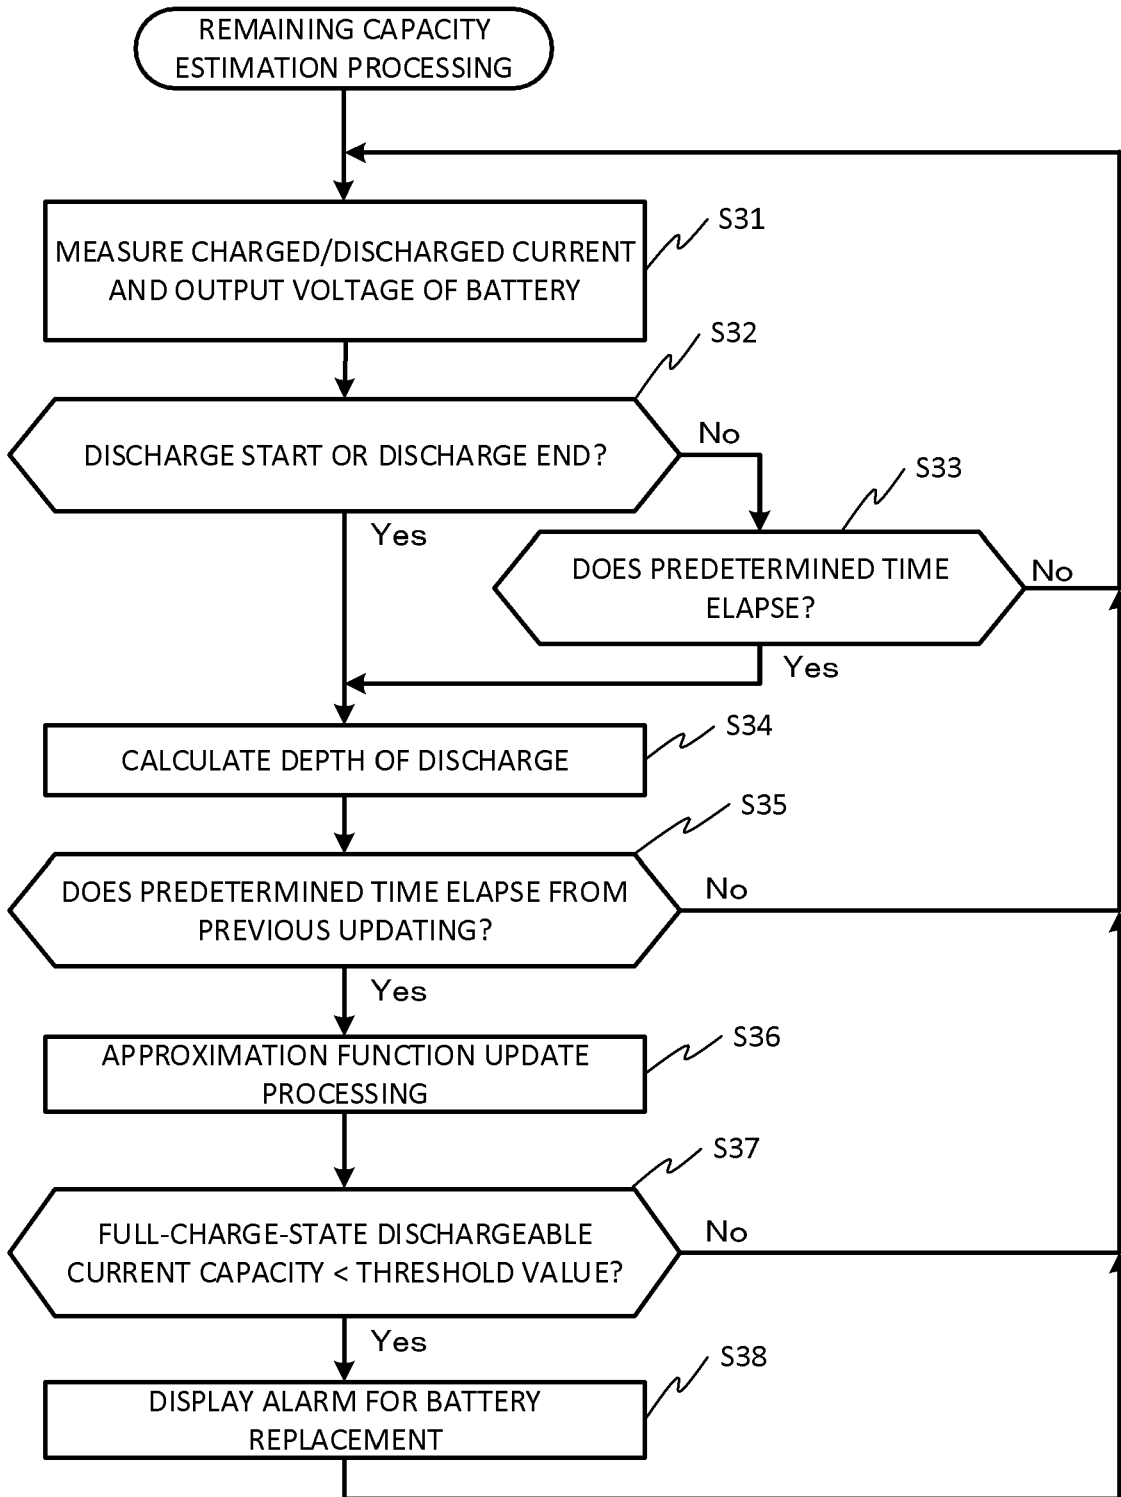 REMAINING CAPACITY
ESTIMATION PROCESSING
S31
MEASURE CHARGED/DISCHARGED CURRENT
AND OUTPUT VOLTAGE OF BATTERY
S32
DISCHARGE START OR DISCHARGE END?
No
Yes
S33
DOES PREDETERMINED TIME
ELAPSE?
No
Yes
S34
CALCULATE DEPTH OF DISCHARGE
S35
DOES PREDETERMINED TIME ELAPSE FROM
PREVIOUS UPDATING?
No
Yes
S36
APPROXIMATION FUNCTION UPDATE
PROCESSING
S37
FULL-CHARGE-STATE DISCHARGEABLE
CURRENT CAPACITY < THRESHOLD VALUE?
No
Yes
S38
DISPLAY ALARM FOR BATTERY
REPLACEMENT